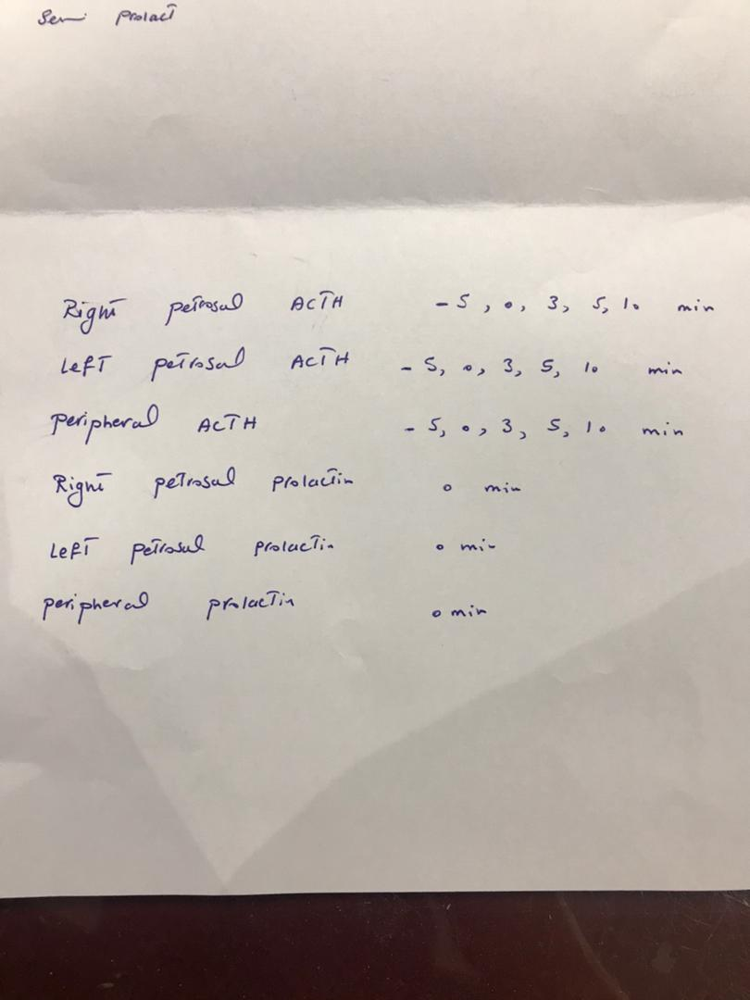 Semi Prolact
Right petrosal ACTH -5, 0, 3, 5, 10 min
Left petrosal ACTH -5, 0, 3, 5, 10 min
peripheral ACTH -5, 0, 3, 5, 10 min
Right petrosal prolactin 0 min
Left petrosal prolactin 0 min
peripheral prolactin 0 min